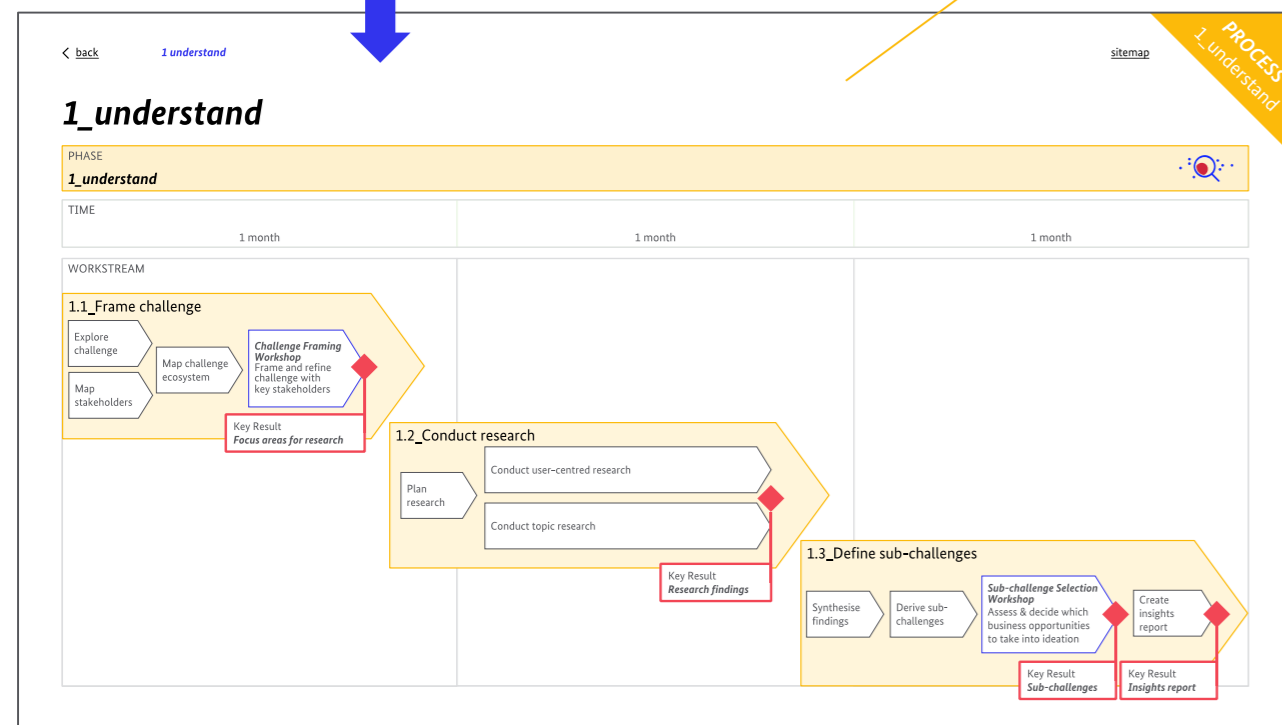 back
1 understand
sitemap
PROCESS
1_understand
1_understand
PHASE
1_understand
TIME
1 month
1 month
1 month
WORKSTREAM
1.1_Frame challenge
Explore
challenge
Map
stakeholders
Map challenge
ecosystem
Challenge Framing
Workshop
Frame and refine
challenge with
key stakeholders
Key Result
Focus areas for research
1.2_Conduct research
Plan
research
Conduct user-centred research
Conduct topic research
Key Result
Research findings
1.3_Define sub-challenges
Synthesise
findings
Derive sub-
challenges
Sub-challenge Selection
Workshop
Assess & decide which
business opportunities
to take into ideation
Create
insights
report
Key Result
Sub-challenges
Key Result
Insights report